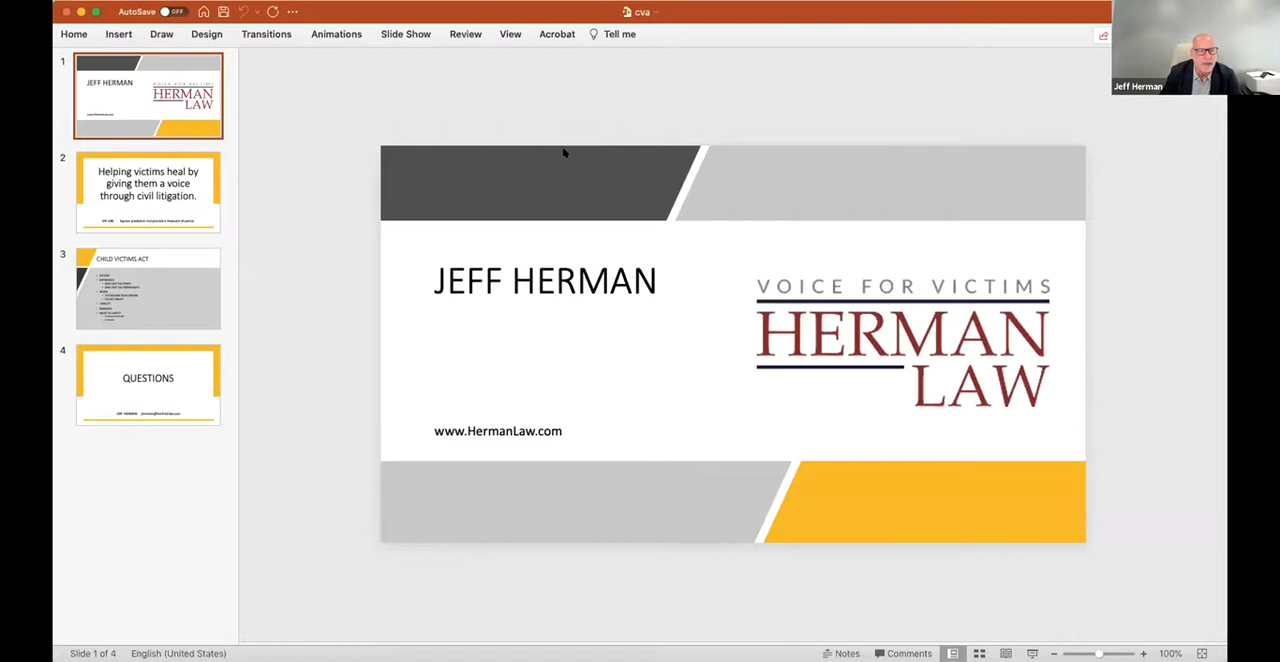 AutoSave OFF
cva
Home Insert Draw Design Transitions Animations Slide Show Review View Acrobat Tell me
Jeff Herman
1
JEFF HERMAN
VOICE FOR VICTIMS
HERMAN
LAW
2
Helping victims heal by
giving them a voice
through civil litigation.
3
CHILD VICTIMS ACT
4
QUESTIONS
JEFF HERMAN
VOICE FOR VICTIMS
HERMAN
LAW
www.HermanLaw.com
Slide 1 of 4 English (United States)
Notes Comments 100%